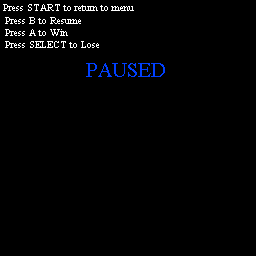 Press START to return to menu
Press B to Resume
Press A to Win
Press SELECT to Lose
PAUSED